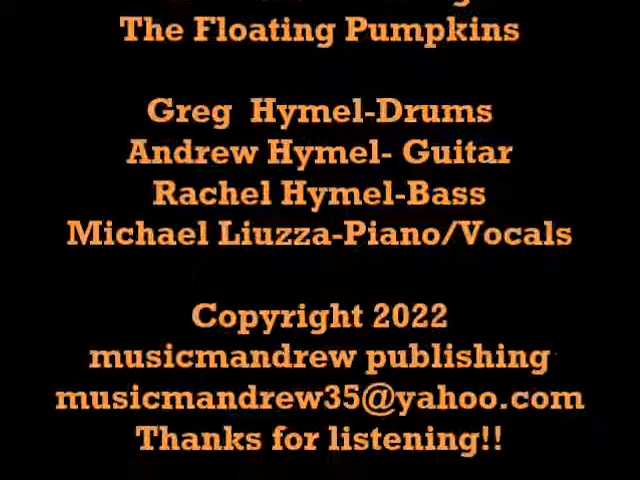 The Floating Pumpkins
Greg Hymel-Drums
Andrew Hymel- Guitar
Rachel Hymel-Bass
Michael Liuzza-Piano/Vocals
Copyright 2022
musicmandrew publishing
musicmandrew35@yahoo.com
Thanks for listening!!